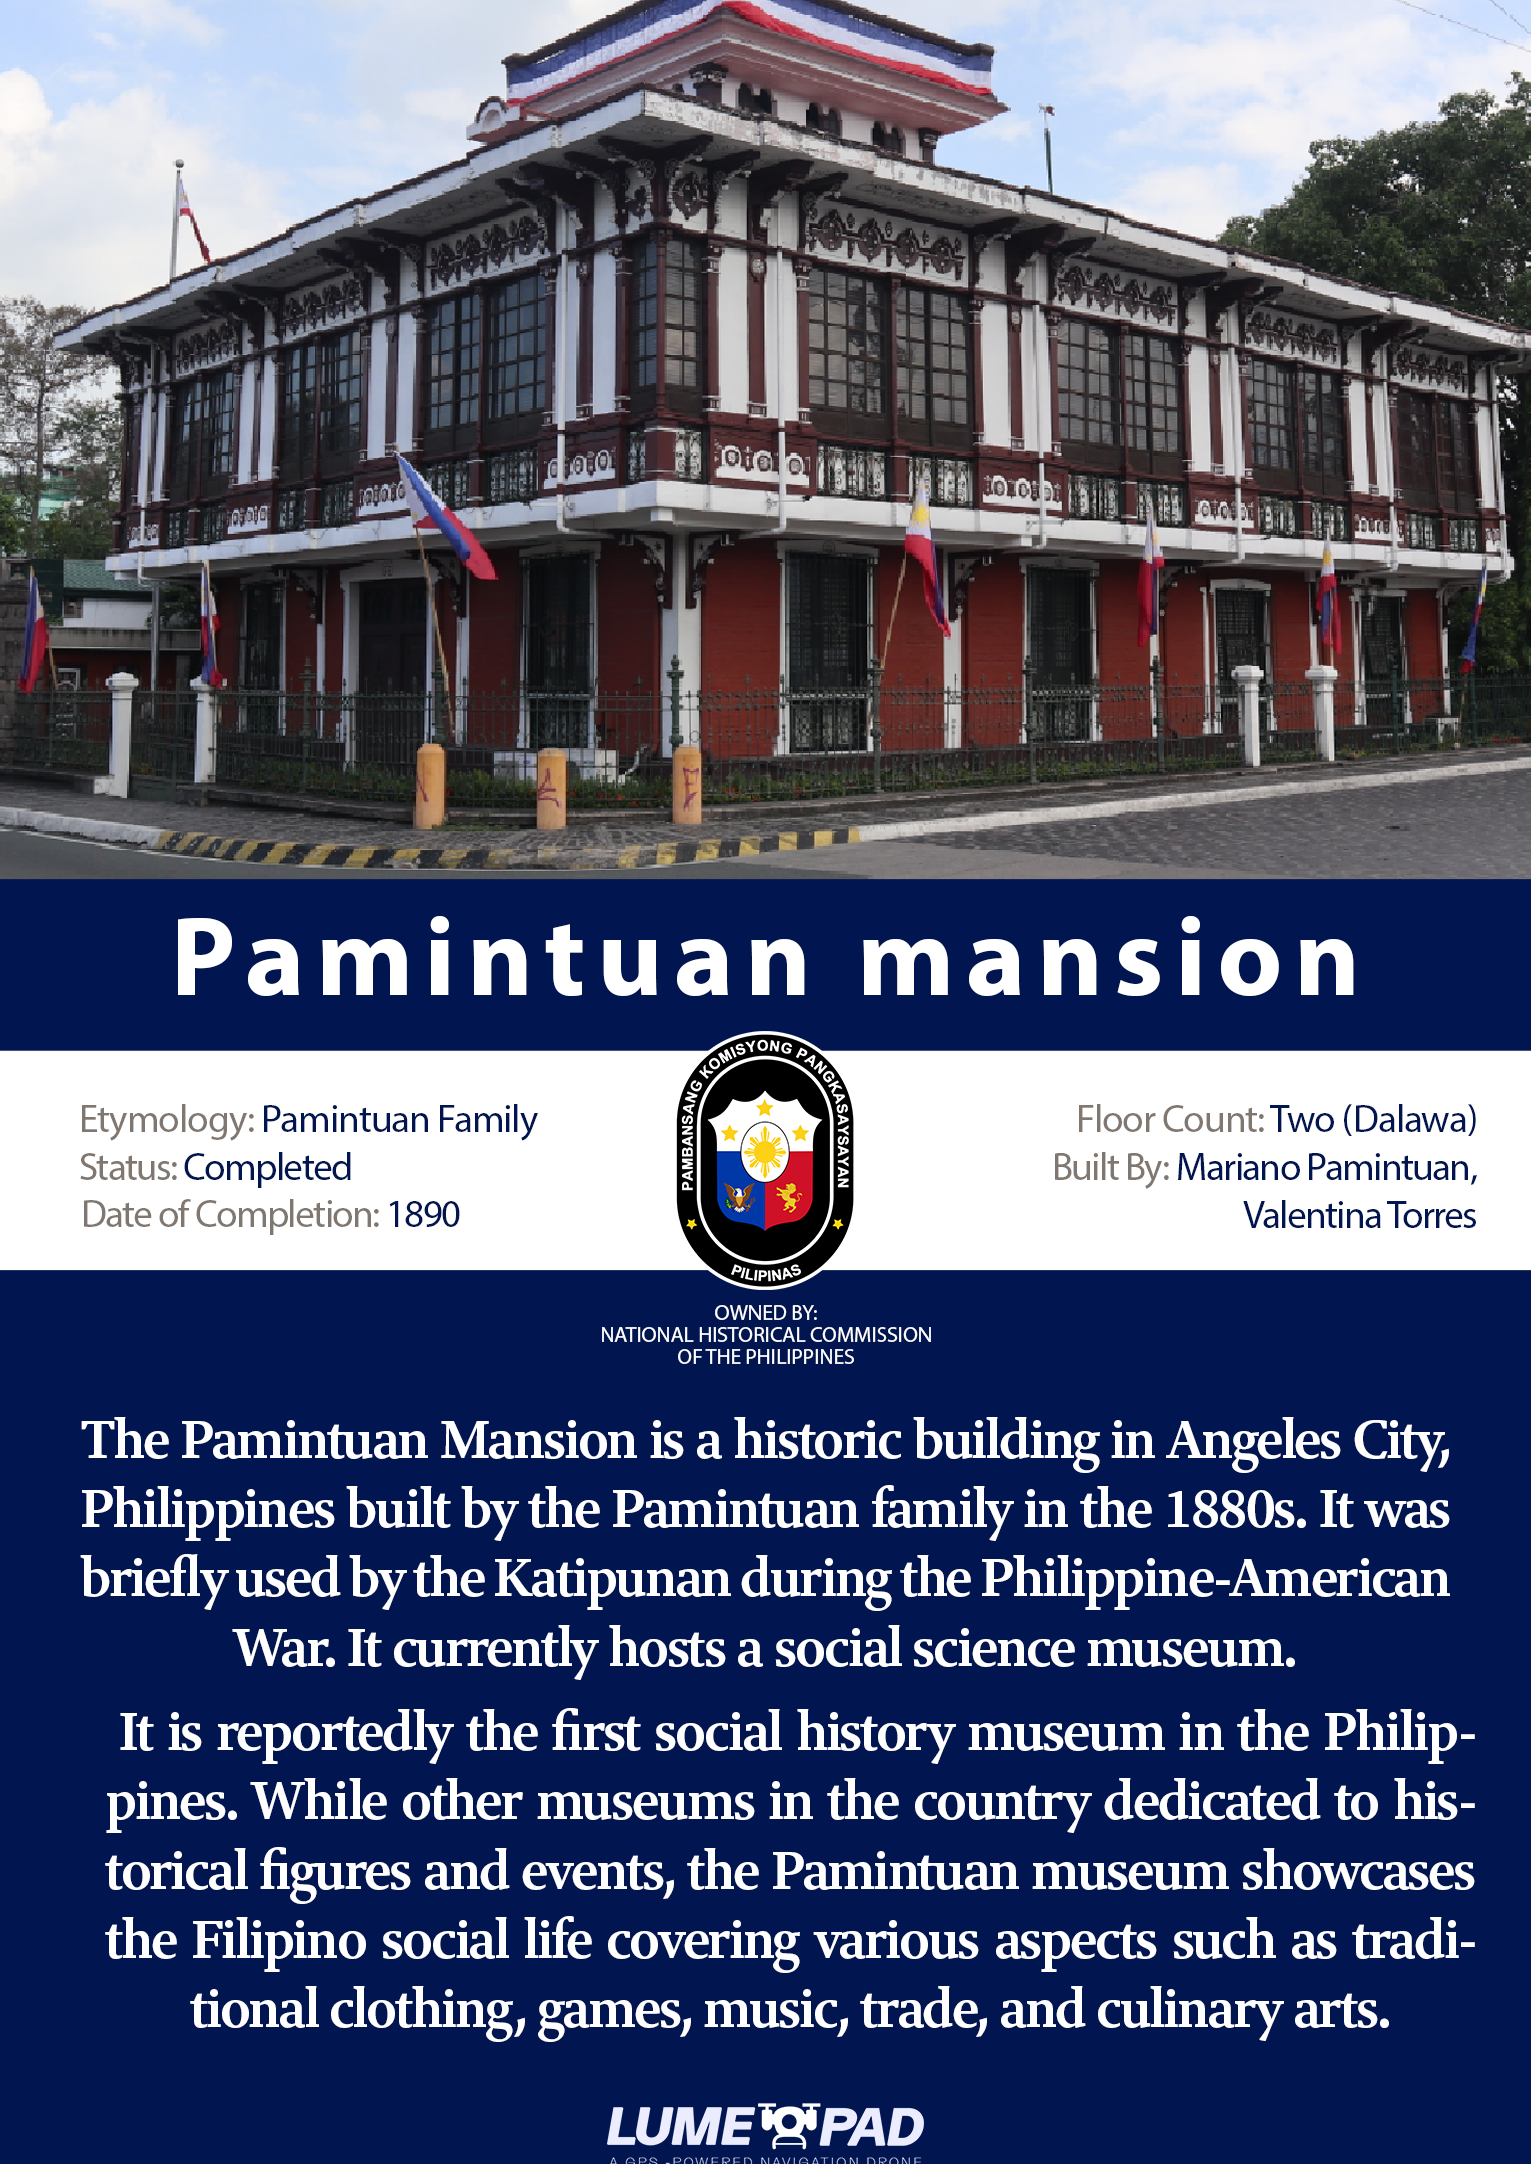 Pamintuan mansion
Etymology: Pamintuan Family
Status: Completed
Date of Completion: 1890
PAMBANSANG KOMISYONG PANGKASAYSAYAN
PILIPINAS
Floor Count: Two (Dalawa)
Built By: Mariano Pamintuan,
Valentina Torres
OWNED BY:
NATIONAL HISTORICAL COMMISSION
OF THE PHILIPPINES
The Pamintuan Mansion is a historic building in Angeles City,
Philippines built by the Pamintuan family in the 1880s. It was
briefly used by the Katipunan during the Philippine-American
War. It currently hosts a social science museum.
It is reportedly the first social history museum in the Philip-
pines. While other museums in the country dedicated to his-
torical figures and events, the Pamintuan museum showcases
the Filipino social life covering various aspects such as tradi-
tional clothing, games, music, trade, and culinary arts.
LUME PAD
A GPS -POWERED NAVIGATION DRONE